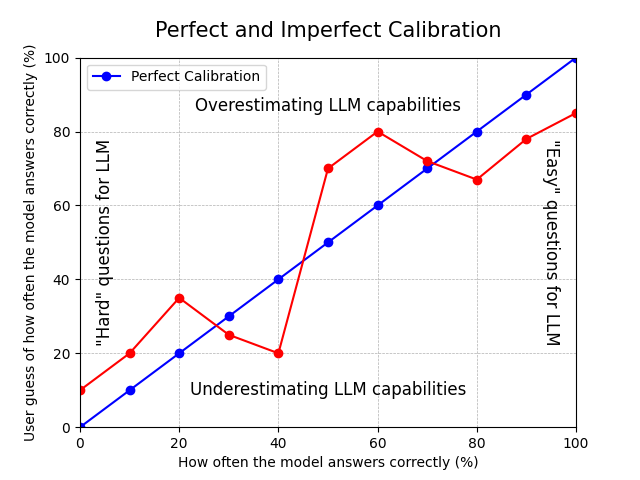 Perfect and Imperfect Calibration
User guess of how often the model answers correctly (%)
100
80
60
40
20
0
Perfect Calibration
Overestimating LLM capabilities
"Hard" questions for LLM
"Easy" questions for LLM
Underestimating LLM capabilities
0 20 40 60 80 100
How often the model answers correctly (%)